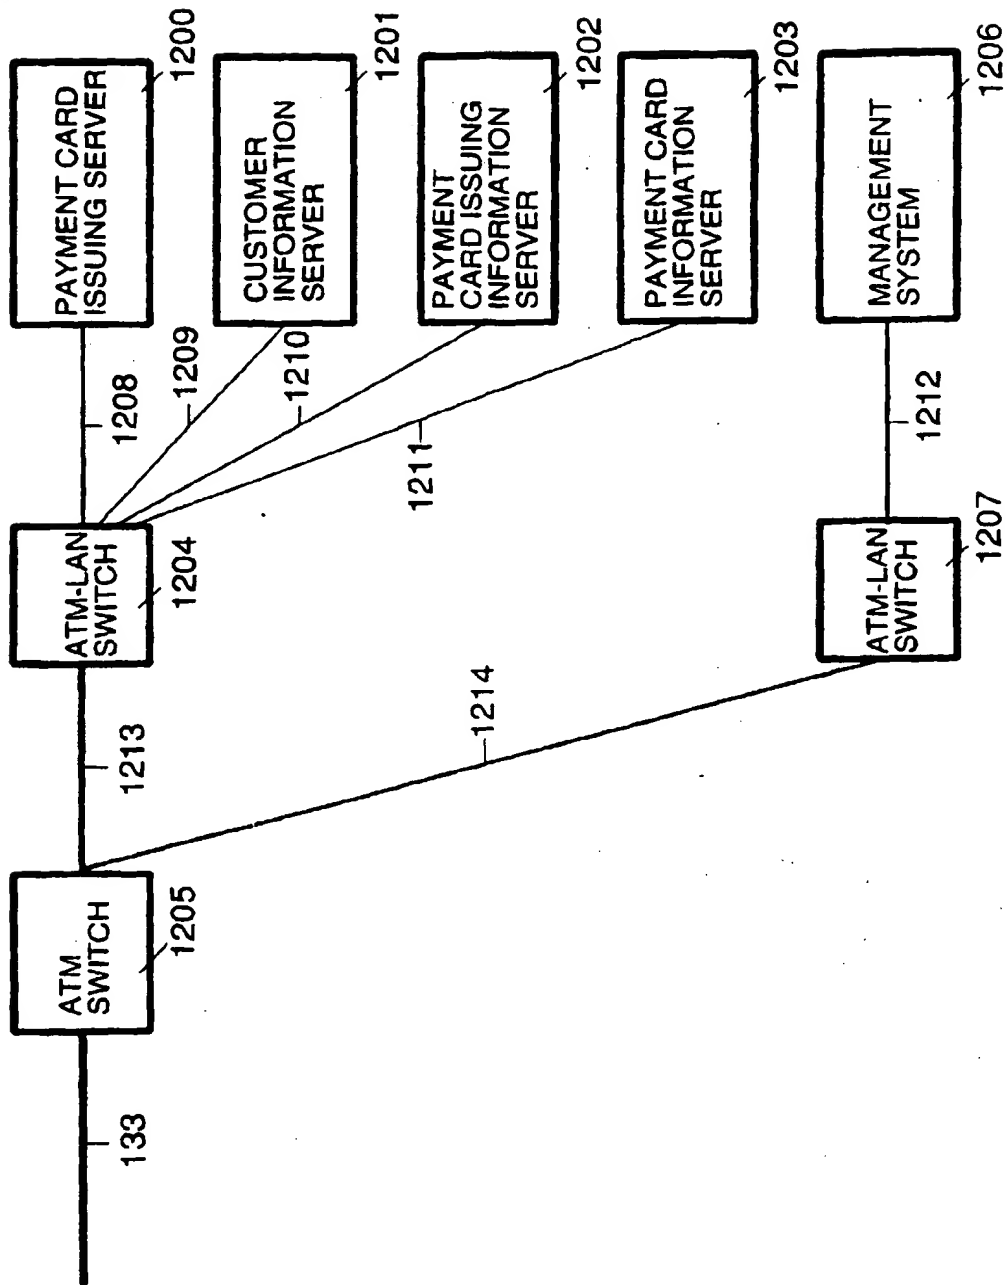 PAYMENT CARD
ISSUING SERVER
1200
CUSTOMER
INFORMATION
SERVER
1201
PAYMENT
CARD ISSUING
INFORMATION
SERVER
1202
PAYMENT CARD
INFORMATION
SERVER
1203
MANAGEMENT
SYSTEM
1206
1208
1209
1210
1211
1212
ATM-LAN
SWITCH
1204
ATM-LAN
SWITCH
1207
1213
1214
ATM
SWITCH
1205
133